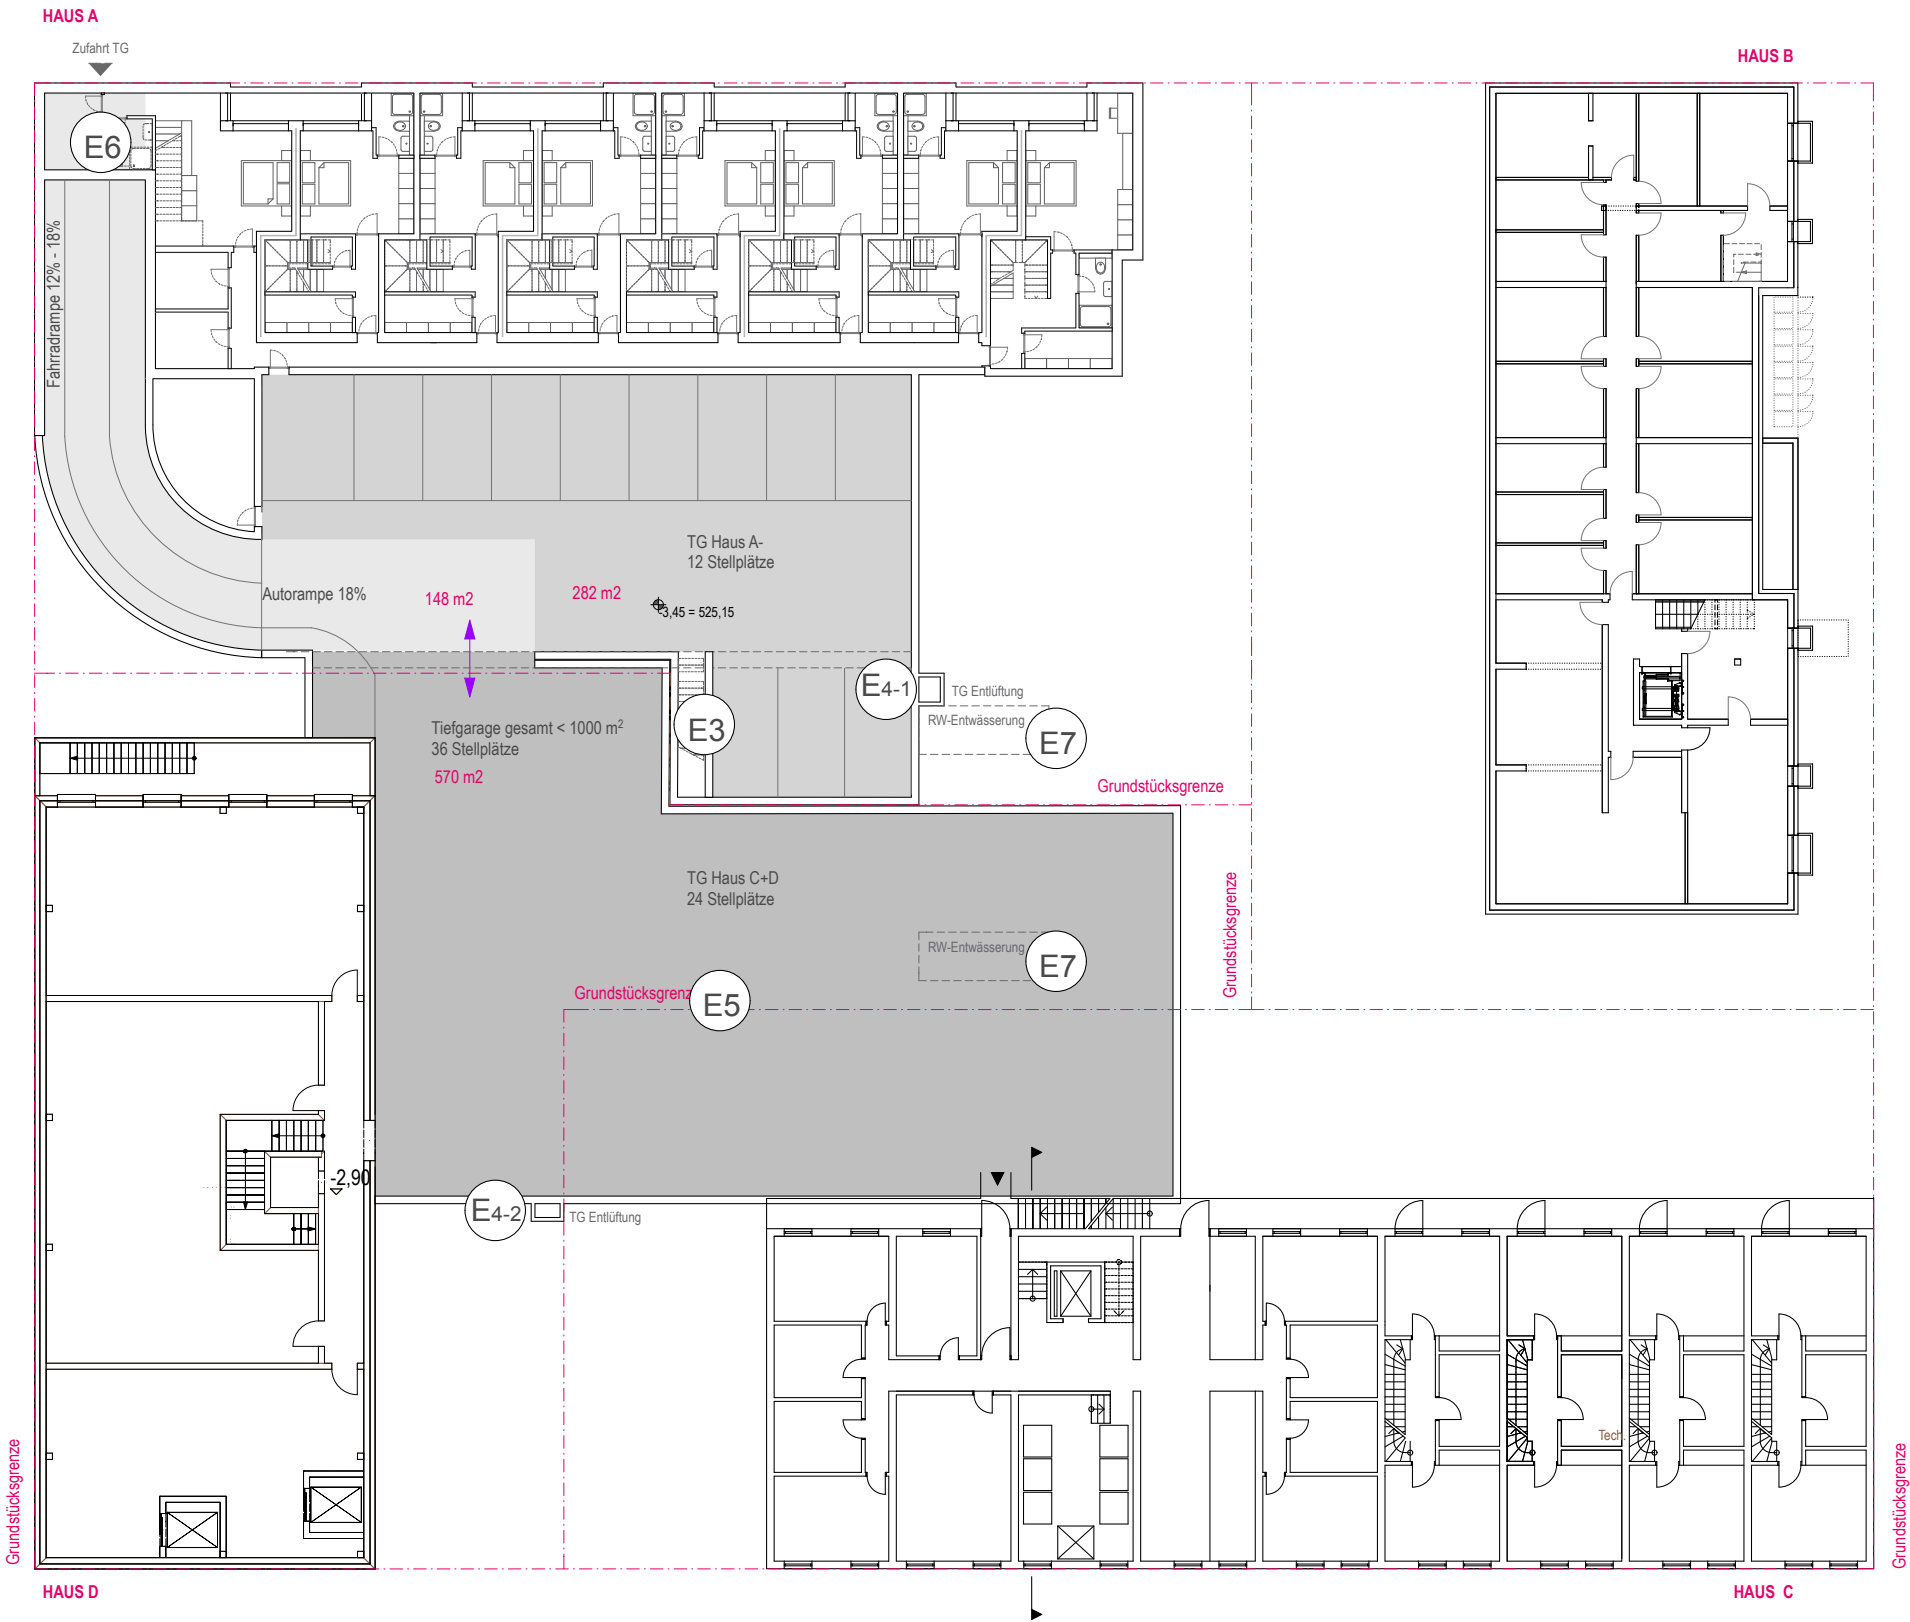 HAUS A
Zufahrt TG
HAUS B
E6
Fahrradrampe 12% - 18%
TG Haus A-
12 Stellplätze
Autorampe 18%
148 m2
282 m2
-3,45 = 525,15
E4-1
TG Entlüftung
RW-Entwässerung
E7
E3
Tiefgarage gesamt < 1000 m²
36 Stellplätze
570 m2
Grundstücksgrenze
TG Haus C+D
24 Stellplätze
Grundstücksgrenze
RW-Entwässerung
E7
Grundstücksgrenz
E5
-2,90
E4-2
TG Entlüftung
Tech.
Grundstücksgrenze
Grundstücksgrenze
HAUS D
HAUS C